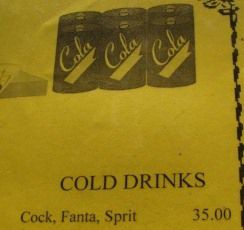 Cola Cola Cola
COLD DRINKS
Cock, Fanta, Sprit 35.00